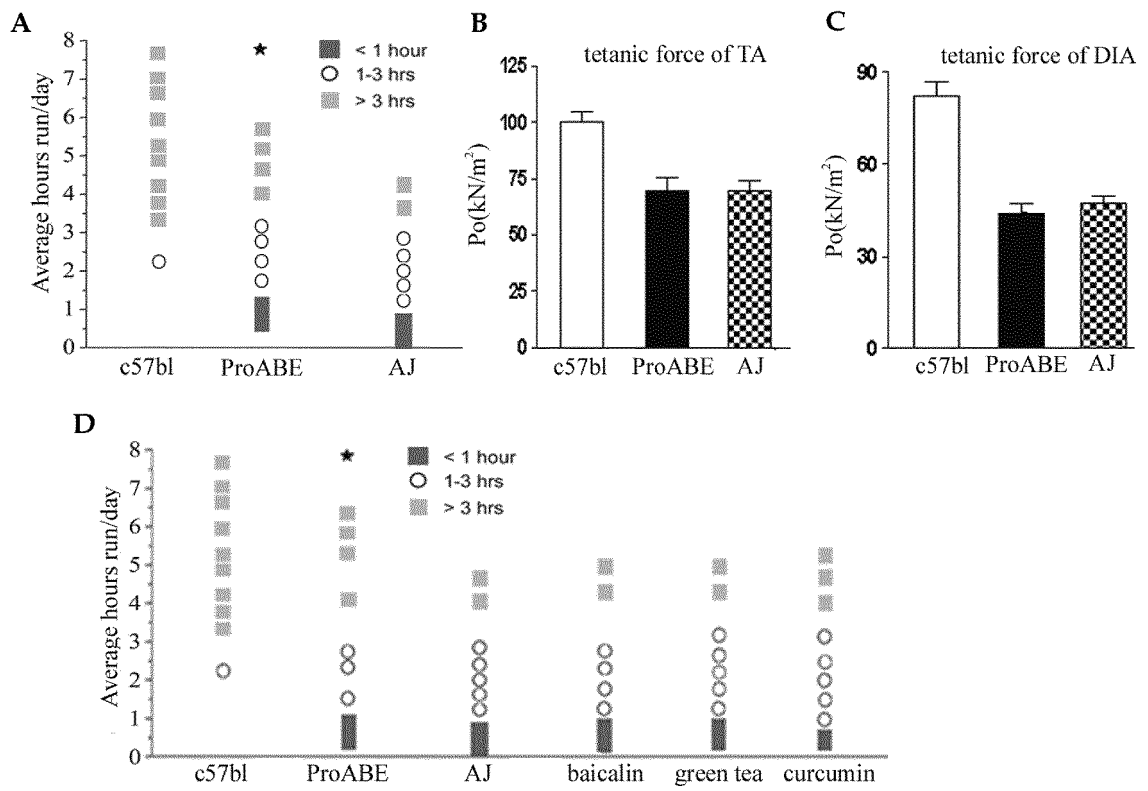 A
8
7
6
5
4
3
2
1
0
Average hours run/day
★
< 1 hour
1-3 hrs
> 3 hrs
c57bl ProABE AJ
B
tetanic force of TA
125
100
75
50
25
0
Po(kN/m²)
c57bl ProABE AJ
C
tetanic force of DIA
90
60
30
0
Po(kN/m²)
c57bl ProABE AJ
D
8
7
6
5
4
3
2
1
0
Average hours run/day
★
< 1 hour
1-3 hrs
> 3 hrs
c57bl ProABE AJ baicalin green tea curcumin